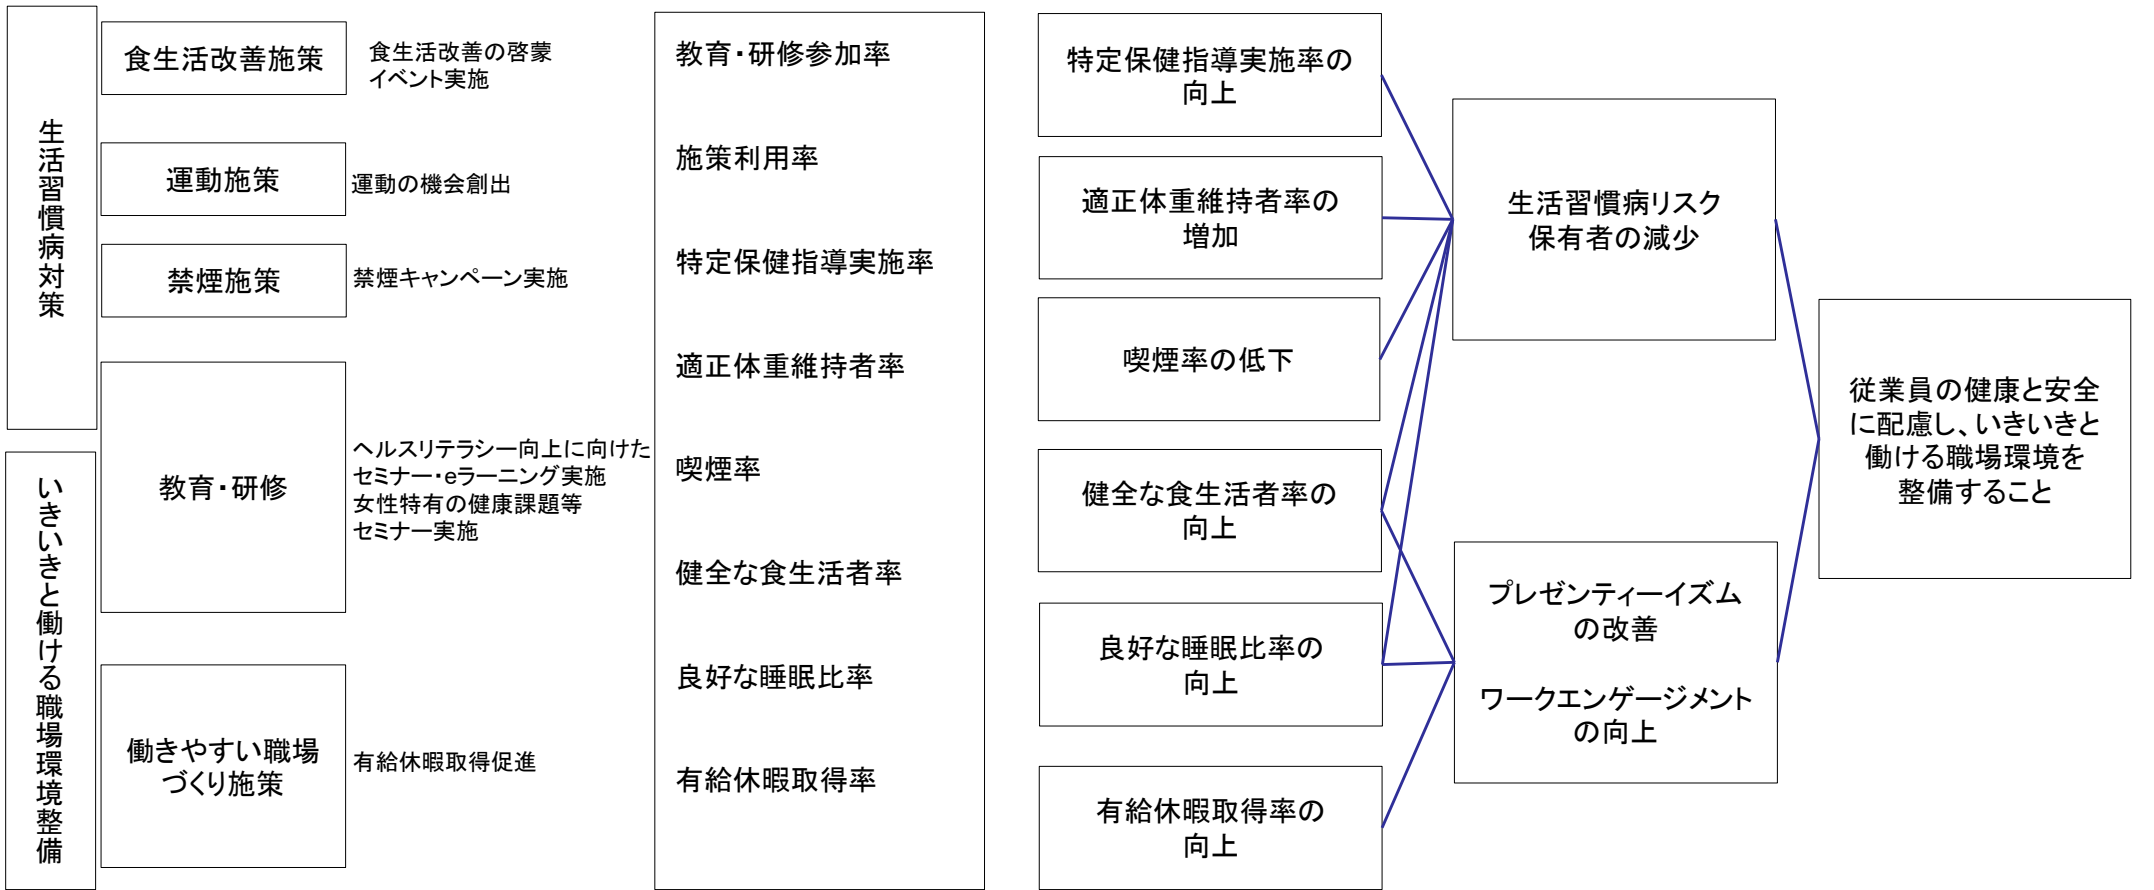 生活習慣病対策
食生活改善施策
食生活改善の啓蒙
イベント実施
運動施策
運動の機会創出
禁煙施策
禁煙キャンペーン実施
いきいきと働ける職場環境整備
教育・研修
ヘルスリテラシー向上に向けた
セミナー・eラーニング実施
女性特有の健康課題等
セミナー実施
働きやすい職場
づくり施策
有給休暇取得促進
教育・研修参加率
施策利用率
特定保健指導実施率
適正体重維持者率
喫煙率
健全な食生活者率
良好な睡眠比率
有給休暇取得率
特定保健指導実施率の
向上
適正体重維持者率の
増加
喫煙率の低下
健全な食生活者率の
向上
良好な睡眠比率の
向上
有給休暇取得率の
向上
生活習慣病リスク
保有者の減少
プレゼンティーイズム
の改善
ワークエンゲージメント
の向上
従業員の健康と安全
に配慮し、いきいきと
働ける職場環境を
整備すること